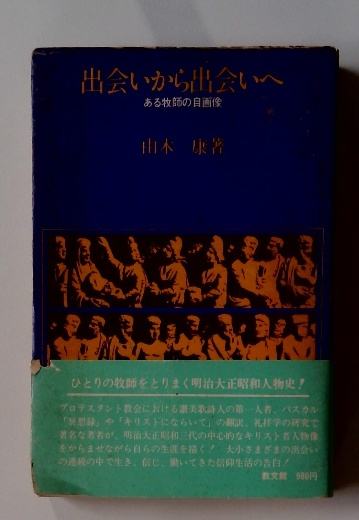 出会いから出会いへ
ある牧師の自画像
由木 康著
ひとりの牧師をとりまく明治大正昭和人物史!
プロテスタント教会における讃美歌詩人の第一人者、パスカル
「瞑想録」や「キリストにならいて」の翻訳、礼拝学の研究で
著名な著者が、明治大正昭和三代の中心的なキリスト者人物像
をからませながら自らの生涯を描く! 大小さまざまの出会い
の連続の中で生き、信じ、働いてきた信仰生活の告白!
教文館 980円